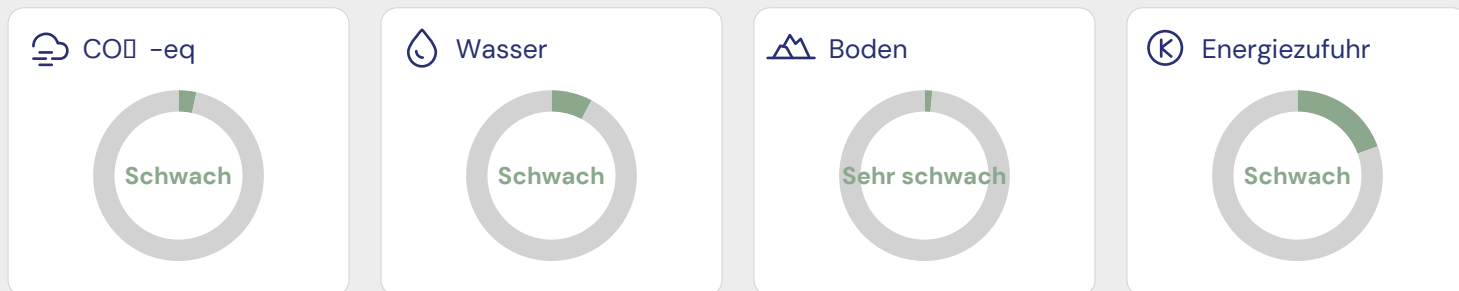 CO▯ -eq
Wasser
Boden
Energiezufuhr
Schwach
Schwach
Sehr schwach
Schwach